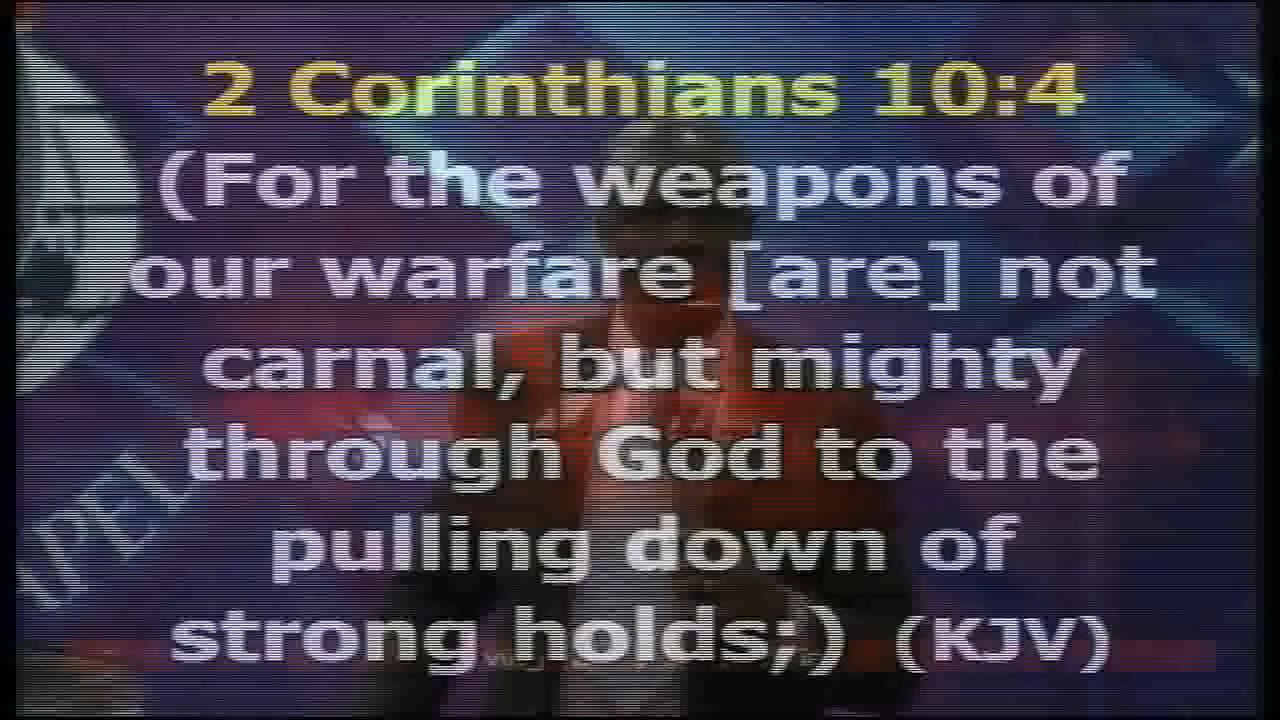 2 Corinthians 10:4
(For the weapons of
our warfare [are] not
carnal, but mighty
through God to the
pulling down of
strong holds;) (KJV)